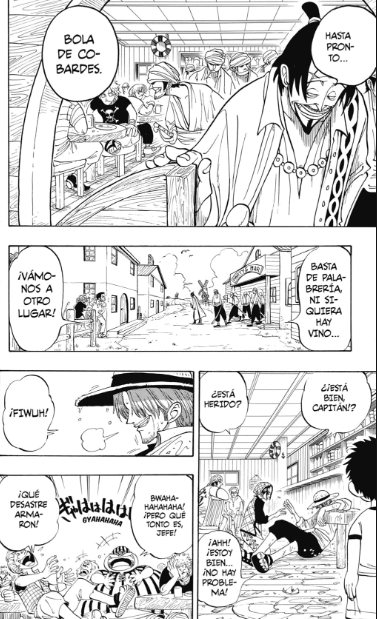 HASTA
PRON-
TO...
BOLA
DE CO-
BARDES.
BASTA
DE PALA-
BRERÍA,
NI SI-
QUIERA
HAY
VINO...
¡VÁMO-
NOS A
OTRO
LUGAR!
¿¡ESTÁ
BIEN,
CAPITÁN!?
¿ESTÁ
HERIDO?
¡AHH!
¡ESTOY
BIEN...
¡NO HAY
PROBLE-
MA!
¡FIWUH!
BWAHA-
HAHAHAHA!
¡PERO QUÉ
TONTO ES,
JEFE!
GYAHAHAHA
¡QUÉ
DESASTRE
ARMA-
RON!